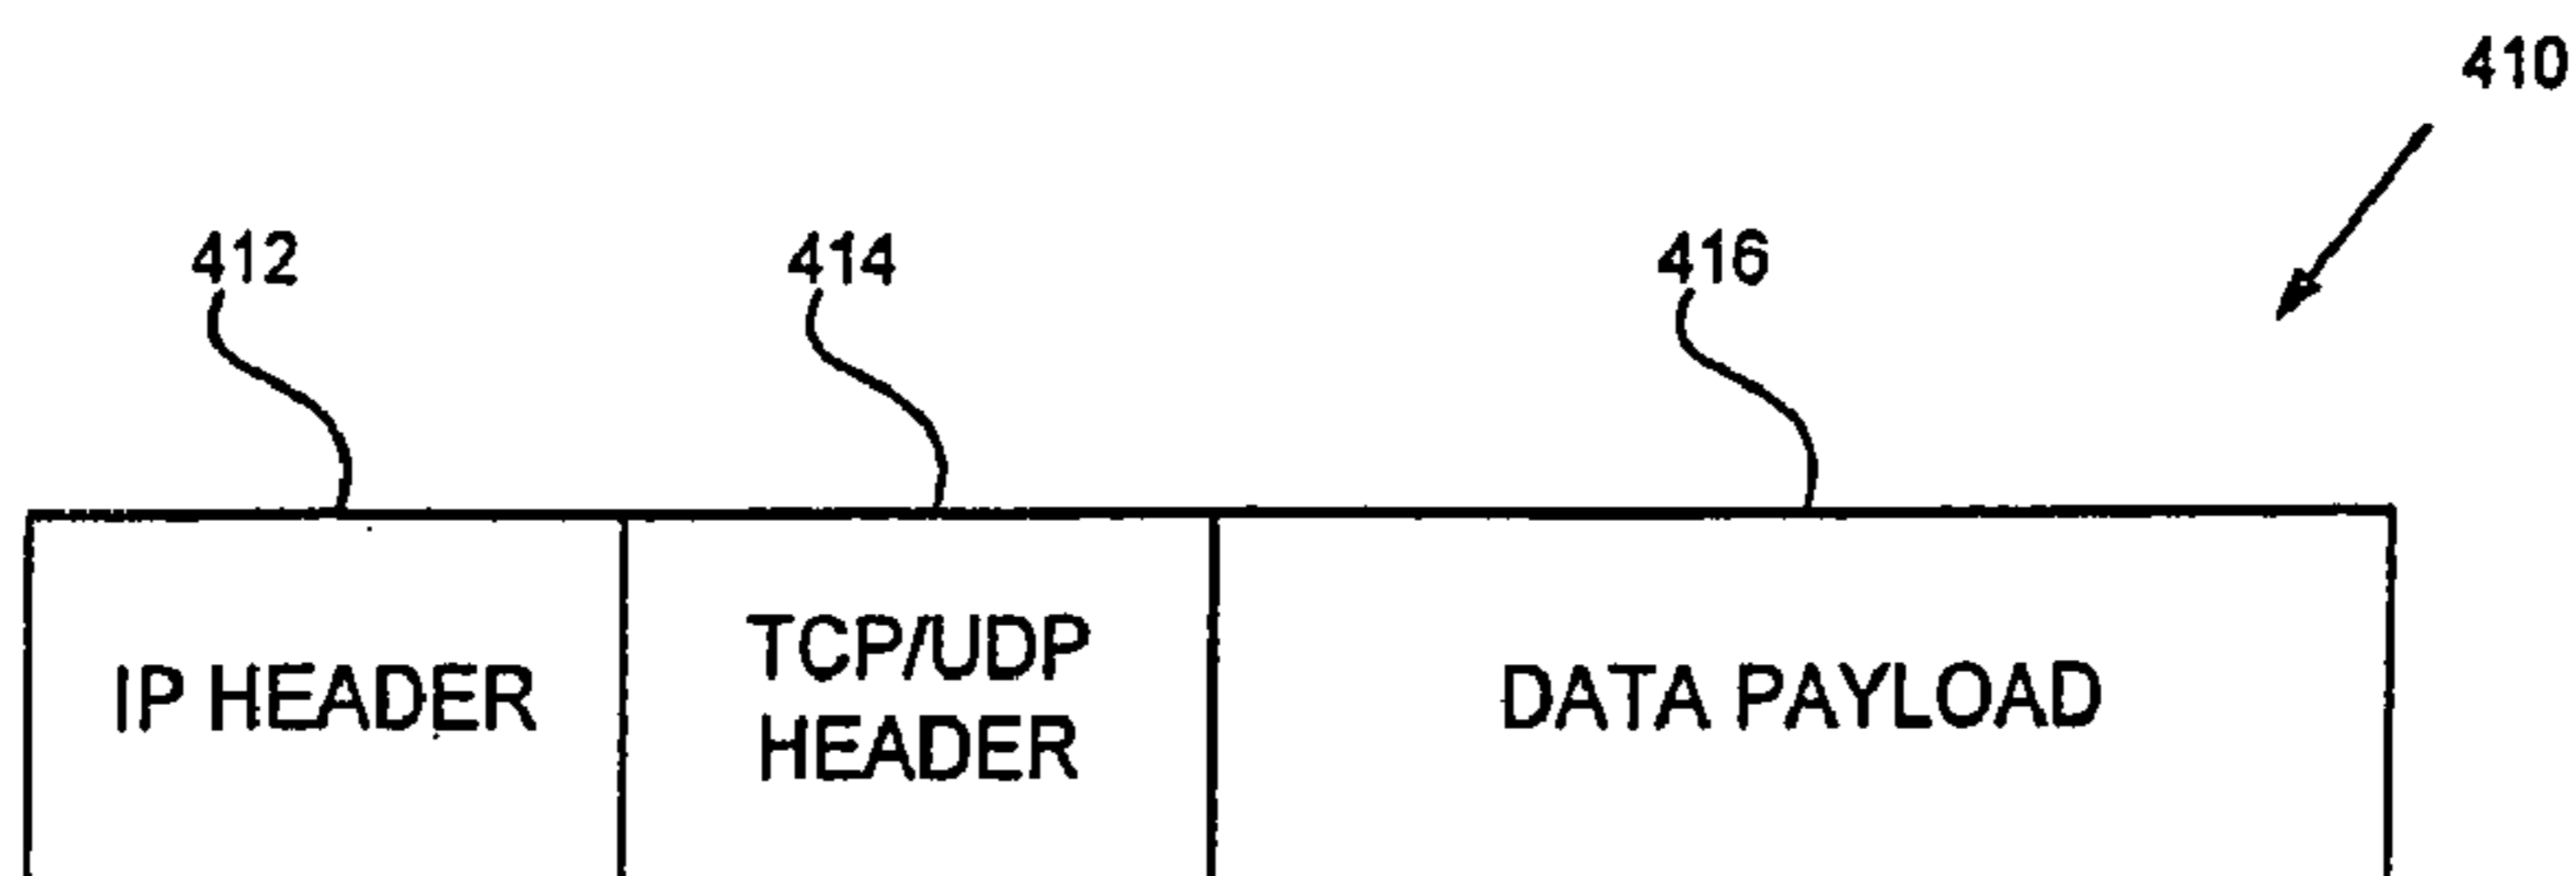 410
412
414
416
IP HEADER
TCP/UDP
HEADER
DATA PAYLOAD